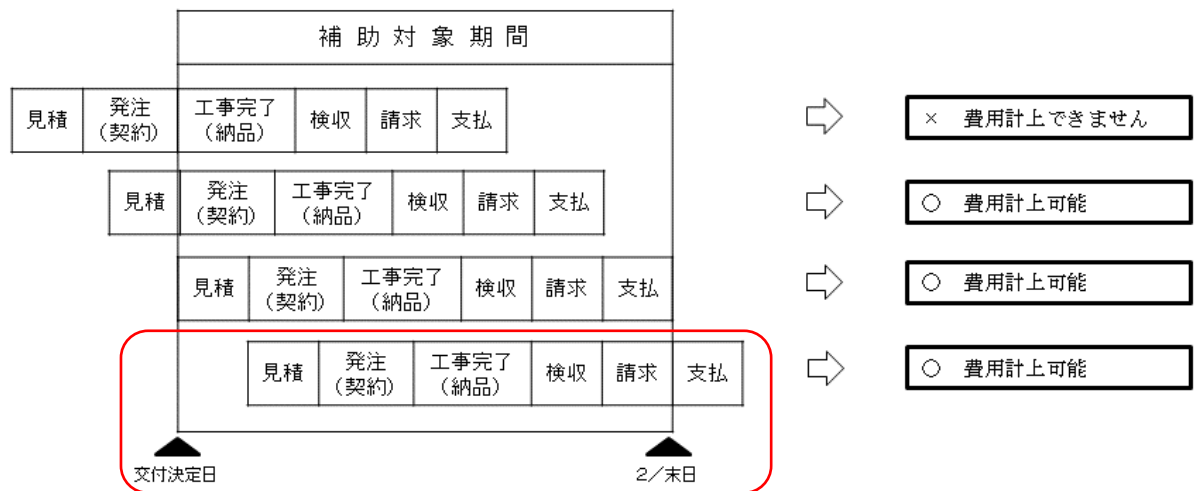 補助対象期間
見積 発注 工事完了 検収 請求 支払 × 費用計上できません
(契約) (納品)
見積 発注 工事完了 検収 請求 支払 ○ 費用計上可能
(契約) (納品)
見積 発注 工事完了 検収 請求 支払 ○ 費用計上可能
(契約) (納品)
見積 発注 工事完了 検収 請求 支払 ○ 費用計上可能
(契約) (納品)
交付決定日 2/末日